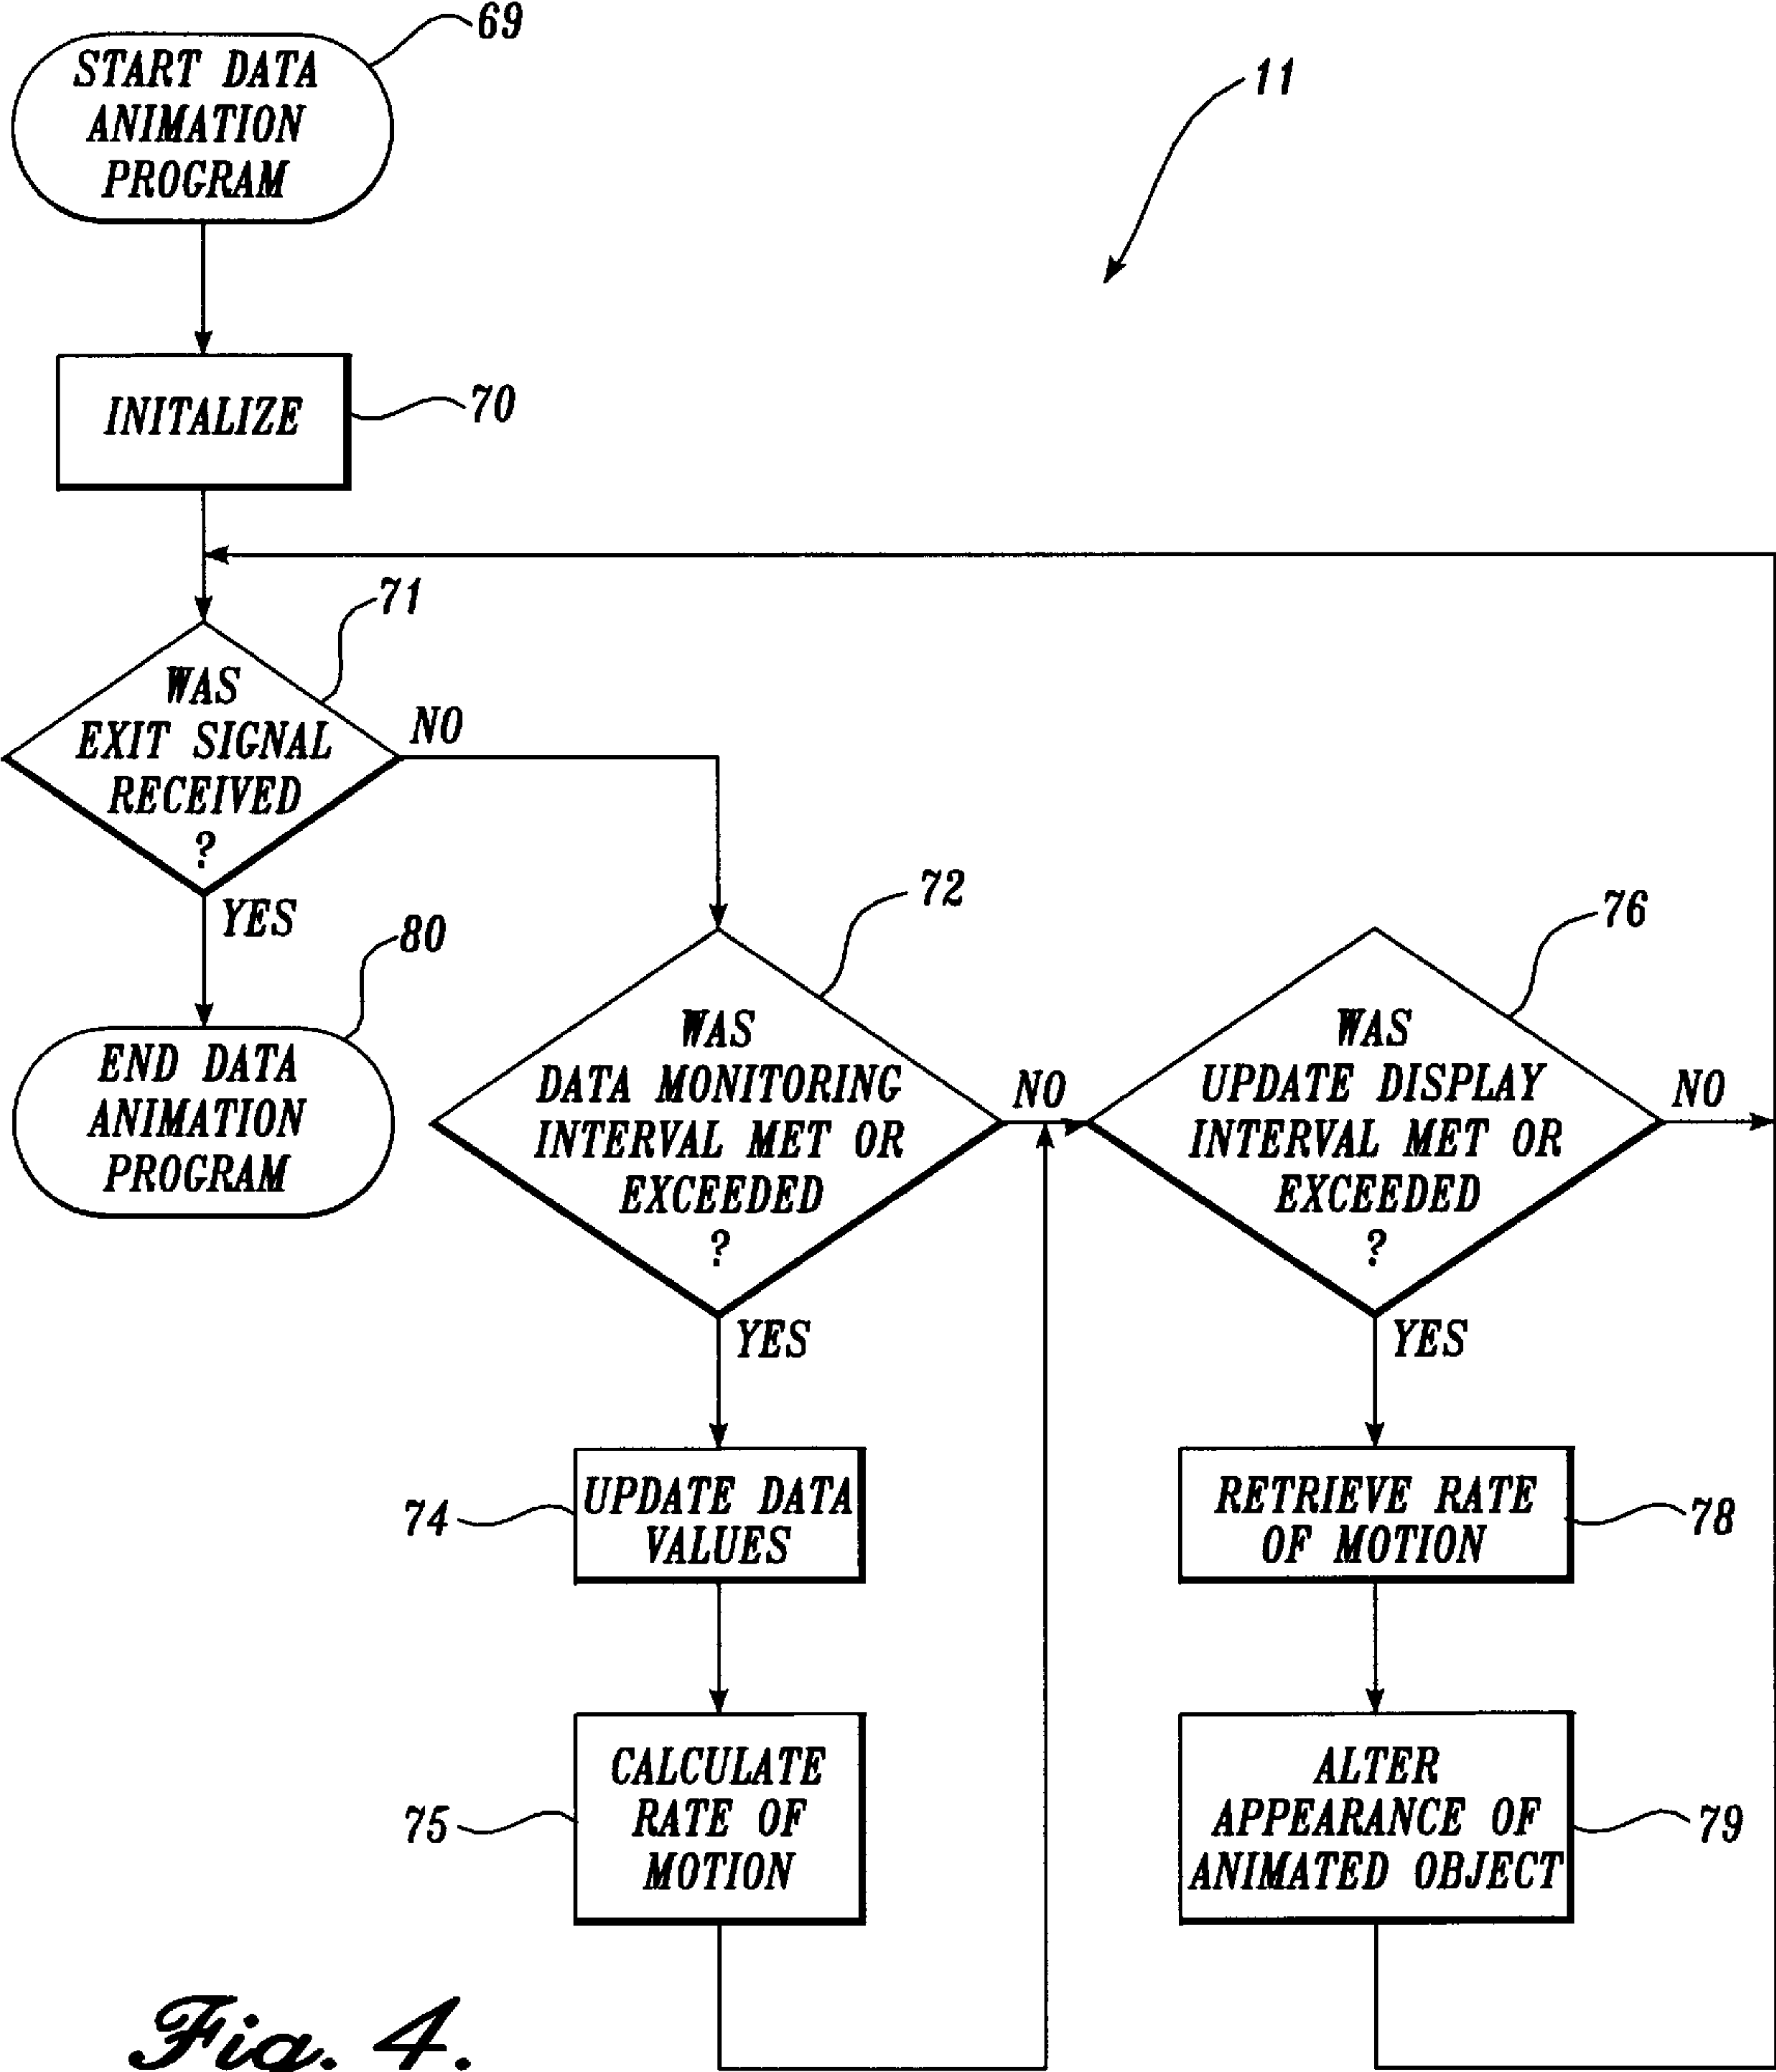 69
START DATA
ANIMATION
PROGRAM
11
INITALIZE
70
71
WAS
EXIT SIGNAL
RECEIVED
?
NO
YES
80
END DATA
ANIMATION
PROGRAM
72
WAS
DATA MONITORING
INTERVAL MET OR
EXCEEDED
?
NO
YES
76
WAS
UPDATE DISPLAY
INTERVAL MET OR
EXCEEDED
?
NO
YES
74
UPDATE DATA
VALUES
RETRIEVE RATE
OF MOTION
78
75
CALCULATE
RATE OF
MOTION
ALTER
APPEARANCE OF
ANIMATED OBJECT
79
Fig. 4.